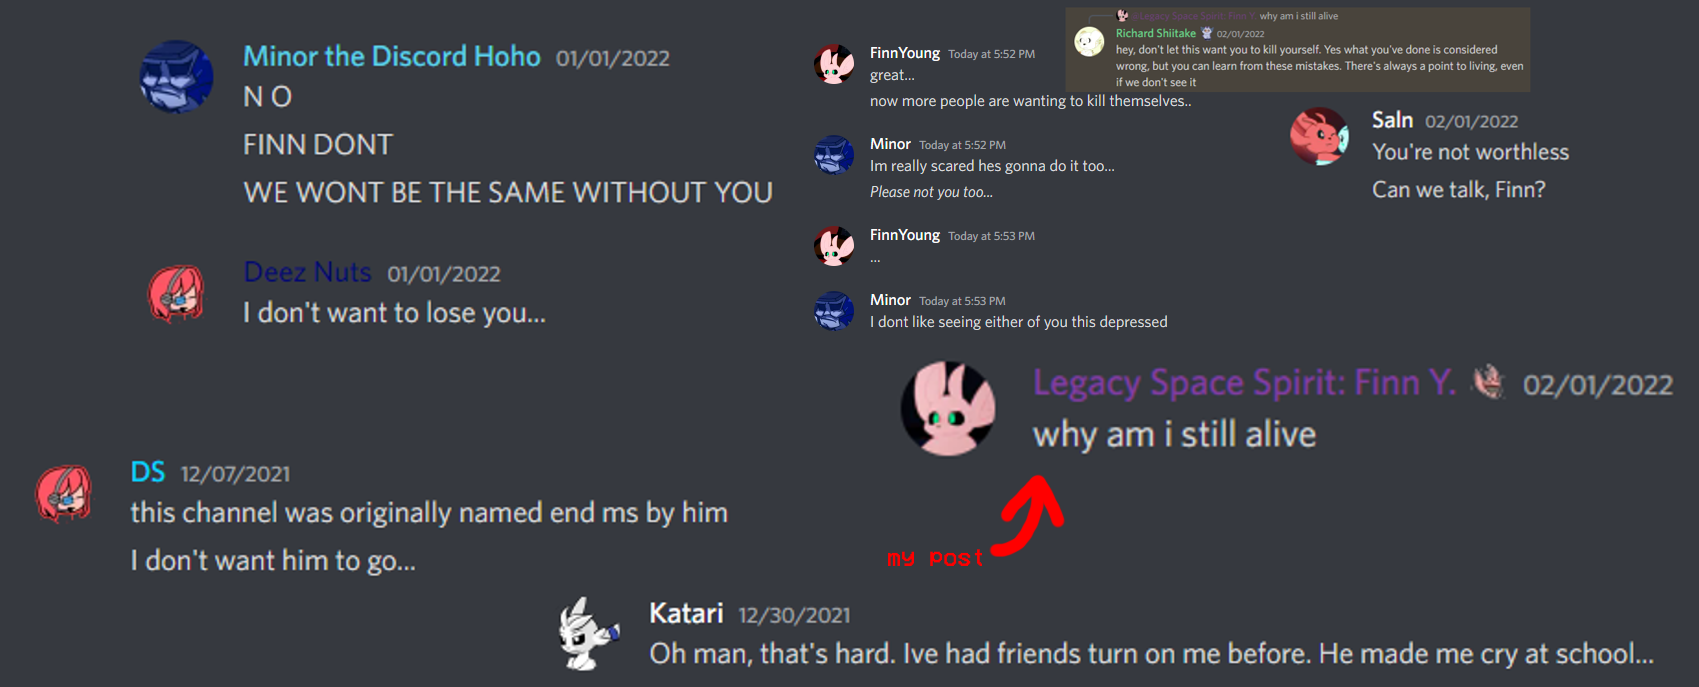 Minor the Discord Hoho 01/01/2022
N O
FINN DONT
WE WONT BE THE SAME WITHOUT YOU
Deez Nuts 01/01/2022
I don't want to lose you...
FinnYoung Today at 5:52 PM
great...
now more people are wanting to kill themselves..
Minor Today at 5:52 PM
Im really scared hes gonna do it too...
Please not you too...
FinnYoung Today at 5:53 PM
...
Minor Today at 5:53 PM
I dont like seeing either of you this depressed
Legacy Space Spirit: Finn Y. why am i still alive
Richard Shiitake 02/01/2022
hey, don't let this want you to kill yourself. Yes what you've done is considered
wrong, but you can learn from these mistakes. There's always a point to living, even
if we don't see it
Saln 02/01/2022
You're not worthless
Can we talk, Finn?
Legacy Space Spirit: Finn Y. 02/01/2022
why am i still alive
my post
DS 12/07/2021
this channel was originally named end ms by him
I don't want him to go...
Katari 12/30/2021
Oh man, that's hard. Ive had friends turn on me before. He made me cry at school...